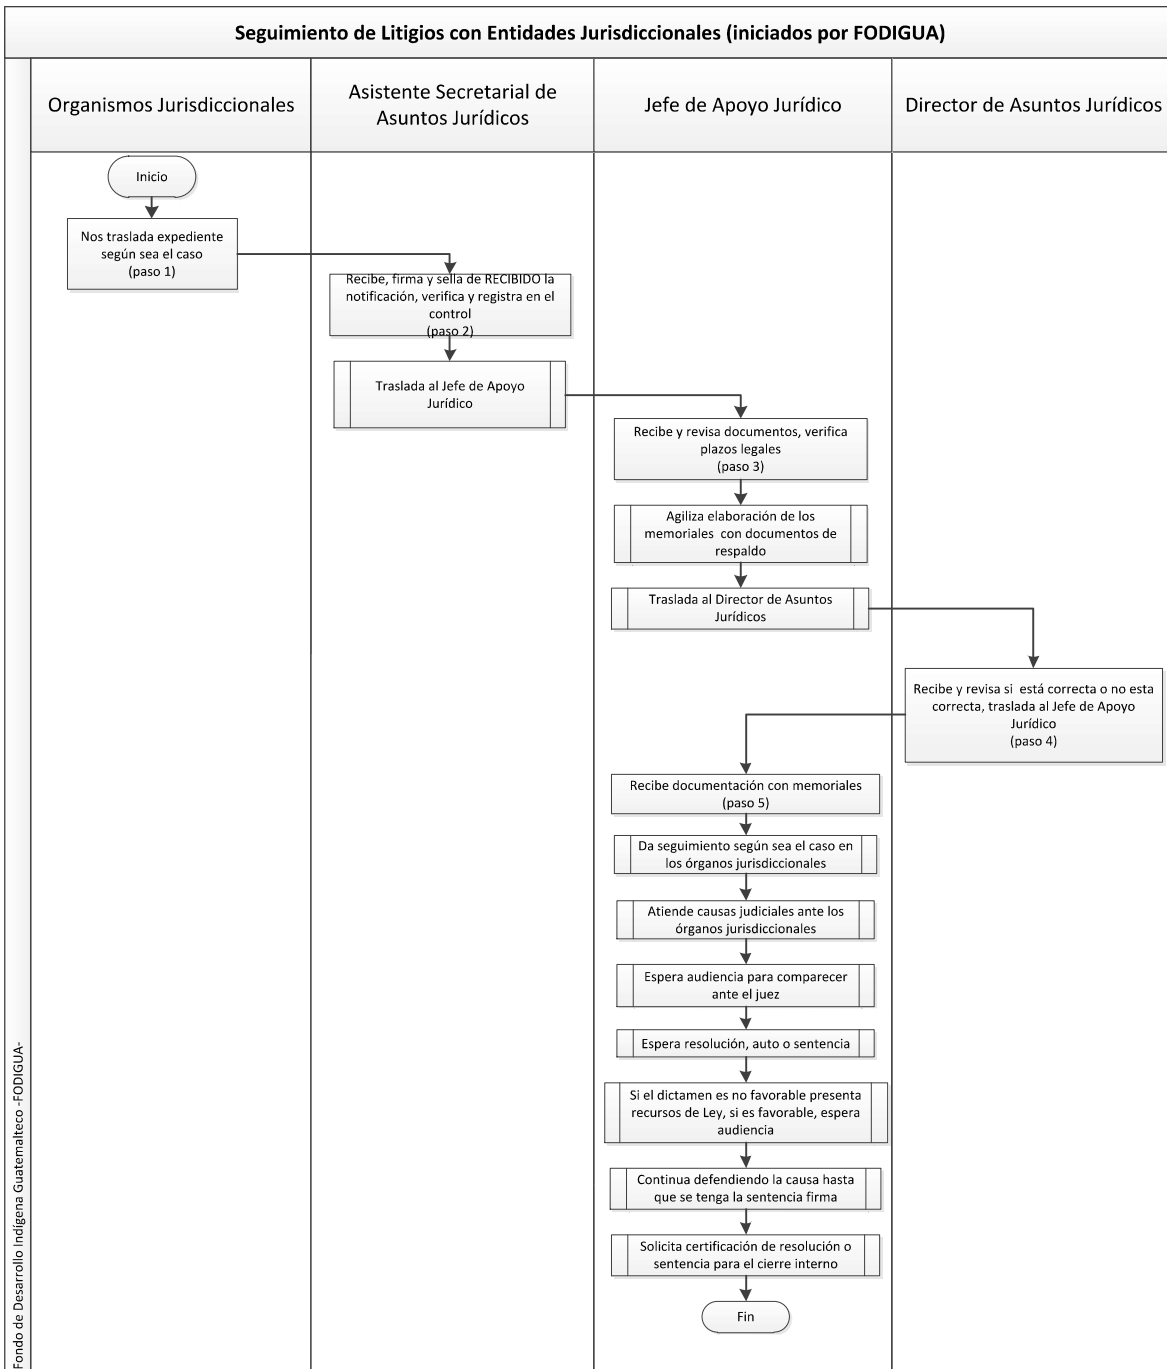 Seguimiento de Litigios con Entidades Jurisdiccionales (iniciados por FODIGUA)
Organismos Jurisdiccionales
Asistente Secretarial de
Asuntos Jurídicos
Jefe de Apoyo Jurídico
Director de Asuntos Jurídicos
Inicio
Nos traslada expediente
según sea el caso
(paso 1)
Recibe, firma y sella de RECIBIDO la
notificación, verifica y registra en el
control
(paso 2)
Traslada al Jefe de Apoyo
Jurídico
Recibe y revisa documentos, verifica
plazos legales
(paso 3)
Agiliza elaboración de los
memoriales  con documentos de
respaldo
Traslada al Director de Asuntos
Jurídicos
Recibe y revisa si  está correcta o no esta
correcta, traslada al Jefe de Apoyo
Jurídico
(paso 4)
Recibe documentación con memoriales
(paso 5)
Da seguimiento según sea el caso en
los órganos jurisdiccionales
Atiende causas judiciales ante los
órganos jurisdiccionales
Espera audiencia para comparecer
ante el juez
Espera resolución, auto o sentencia
Si el dictamen es no favorable presenta
recursos de Ley, si es favorable, espera
audiencia
Continua defendiendo la causa hasta
que se tenga la sentencia firma
Solicita certificación de resolución o
sentencia para el cierre interno
Fin
Fondo de Desarrollo Indígena Guatemalteco -FODIGUA-